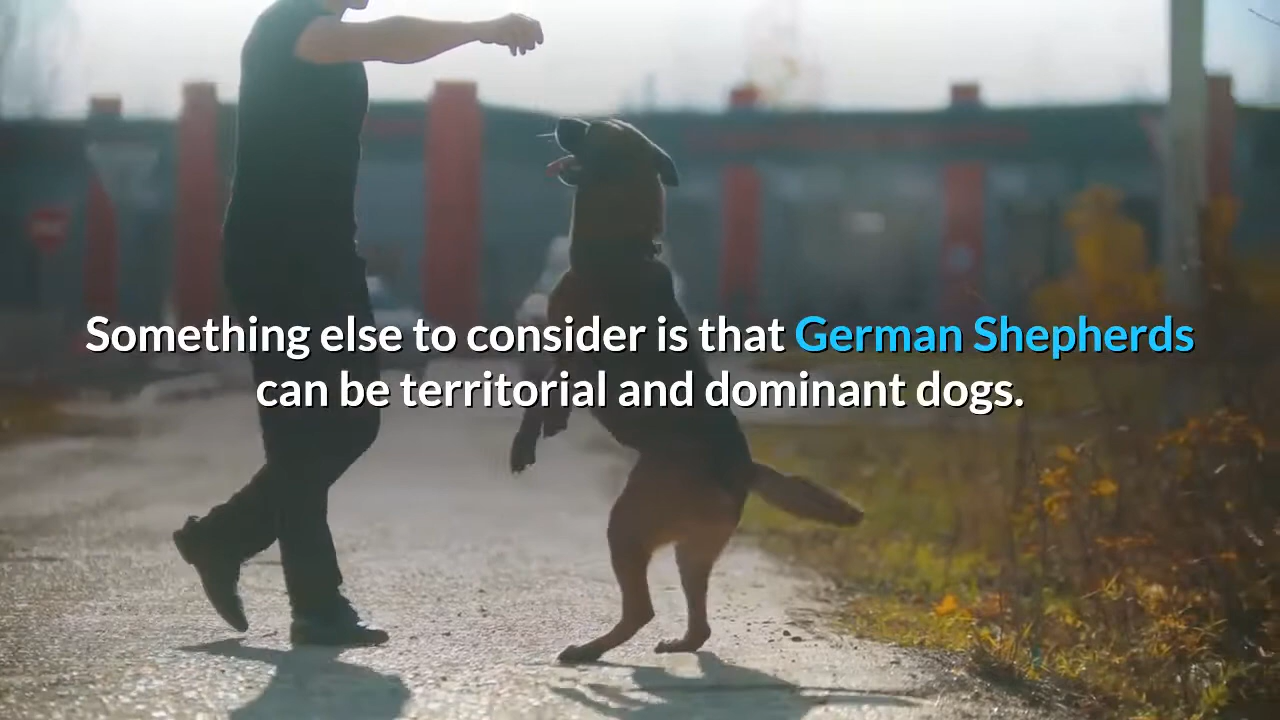 Something else to consider is that German Shepherds
can be territorial and dominant dogs.